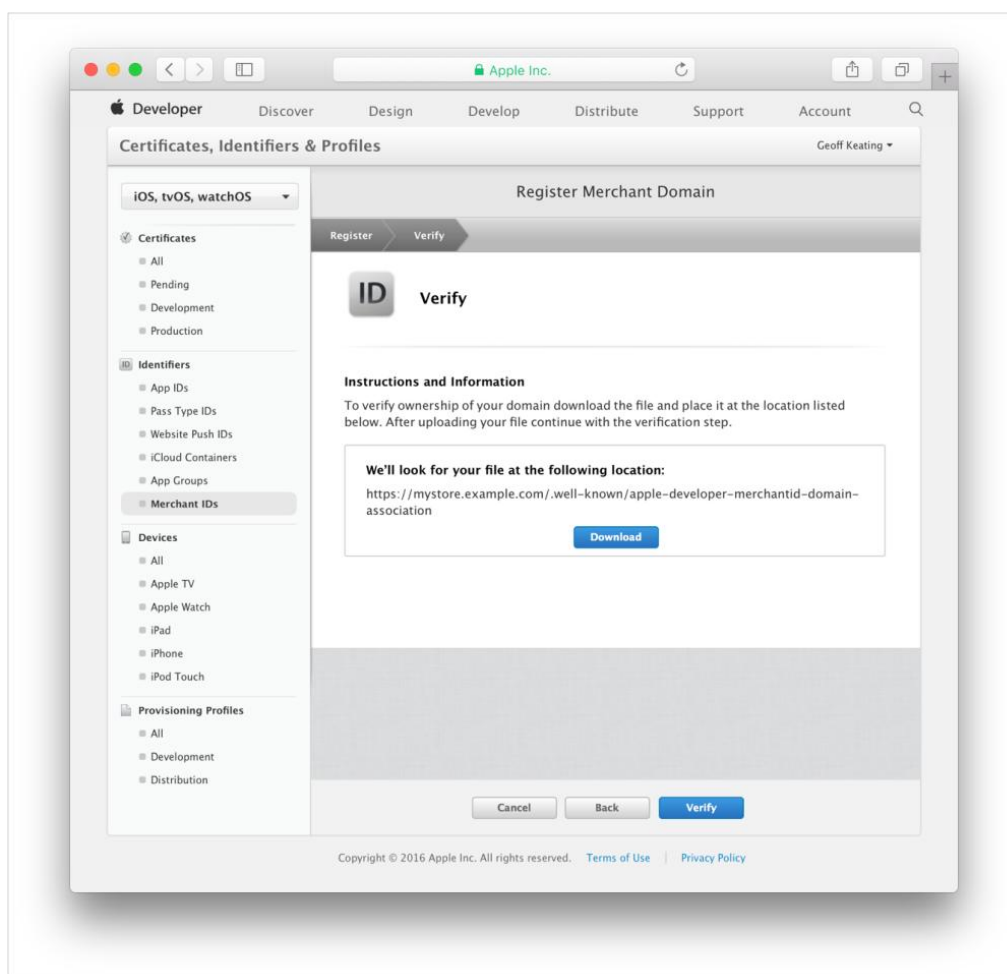 Apple Inc.
Developer Discover Design Develop Distribute Support Account
Certificates, Identifiers & Profiles
Geoff Keating
iOS, tvOS, watchOS
Certificates
All
Pending
Development
Production
Identifiers
App IDs
Pass Type IDs
Website Push IDs
iCloud Containers
App Groups
Merchant IDs
Devices
All
Apple TV
Apple Watch
iPad
iPhone
iPod Touch
Provisioning Profiles
All
Development
Distribution
Register Merchant Domain
Register Verify
ID Verify
Instructions and Information
To verify ownership of your domain download the file and place it at the location listed
below. After uploading your file continue with the verification step.
We'll look for your file at the following location:
https://mystore.example.com/.well-known/apple-developer-merchantid-domain-
association
Download
Cancel Back Verify
Copyright © 2016 Apple Inc. All rights reserved. Terms of Use | Privacy Policy